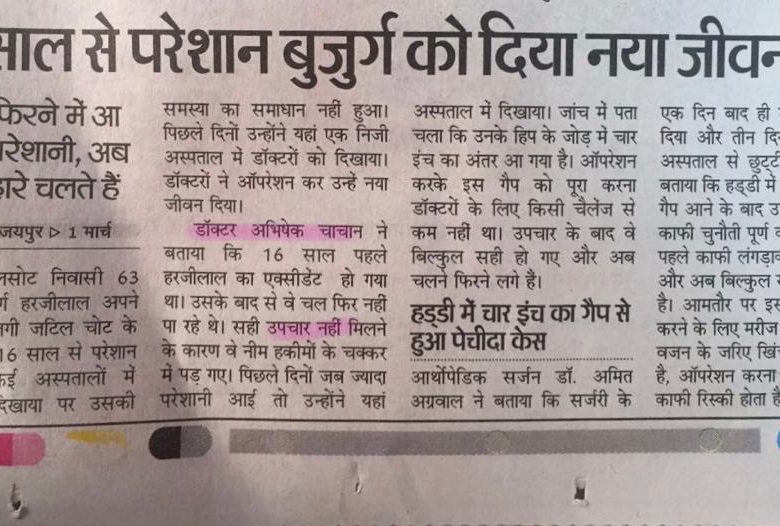 साल से परेशान बुजुर्ग को दिया नया जीवन
फिरने में आ
परेशानी, अब
चलते हैं
जयपुर ▷ 1 मार्च
63
हरजीलाल अपने
जटिल चोट के
16 साल से परेशान
कई अस्पतालों में
दिखाया पर उसकी
समस्या का समाधान नहीं हुआ।
पिछले दिनों उन्होंने यहां एक निजी
अस्पताल में डॉक्टरों को दिखाया।
डॉक्टरों ने ऑपरेशन कर उन्हें नया
जीवन दिया।
डॉक्टर अभिषेक चाचान ने
बताया कि 16 साल पहले
हरजीलाल का एक्सीडेट हो गया
था। उसके बाद से वे चल फिर नहीं
पा रहे थे। सही उपचार नहीं मिलने
के कारण वे नीम हकीमों के चक्कर
में पड़ गए। पिछले दिनों जब ज्यादा
परेशानी आई तो उन्होंने यहां
अस्पताल में दिखाया। जांच में पता
चला कि उनके हिप के जोड़ में चार
इंच का अंतर आ गया है। ऑपरेशन
करके इस गैप को पूरा करना
डॉक्टरों के लिए किसी चैलेंज से
कम नहीं था। उपचार के बाद वे
बिल्कुल सही हो गए और अब
चलने फिरने लगे है।
हड्डी में चार इंच का गैप से
हुआ पेचीदा केस
आर्थोपेडिक सर्जन डॉ. अमित
अग्रवाल ने बताया कि सर्जरी के
एक दिन बाद ही
दिया और तीन
अस्पताल से छुट्टी
बताया कि हड्डी में
गैप आने के बाद
काफी चुनौती पूर्ण
पहले काफी
और अब बिल्कुल
है। आमतौर पर इस
करने के लिए मरीज
वजन के जरिए
है, ऑपरेशन करना
काफी रिस्की होता है